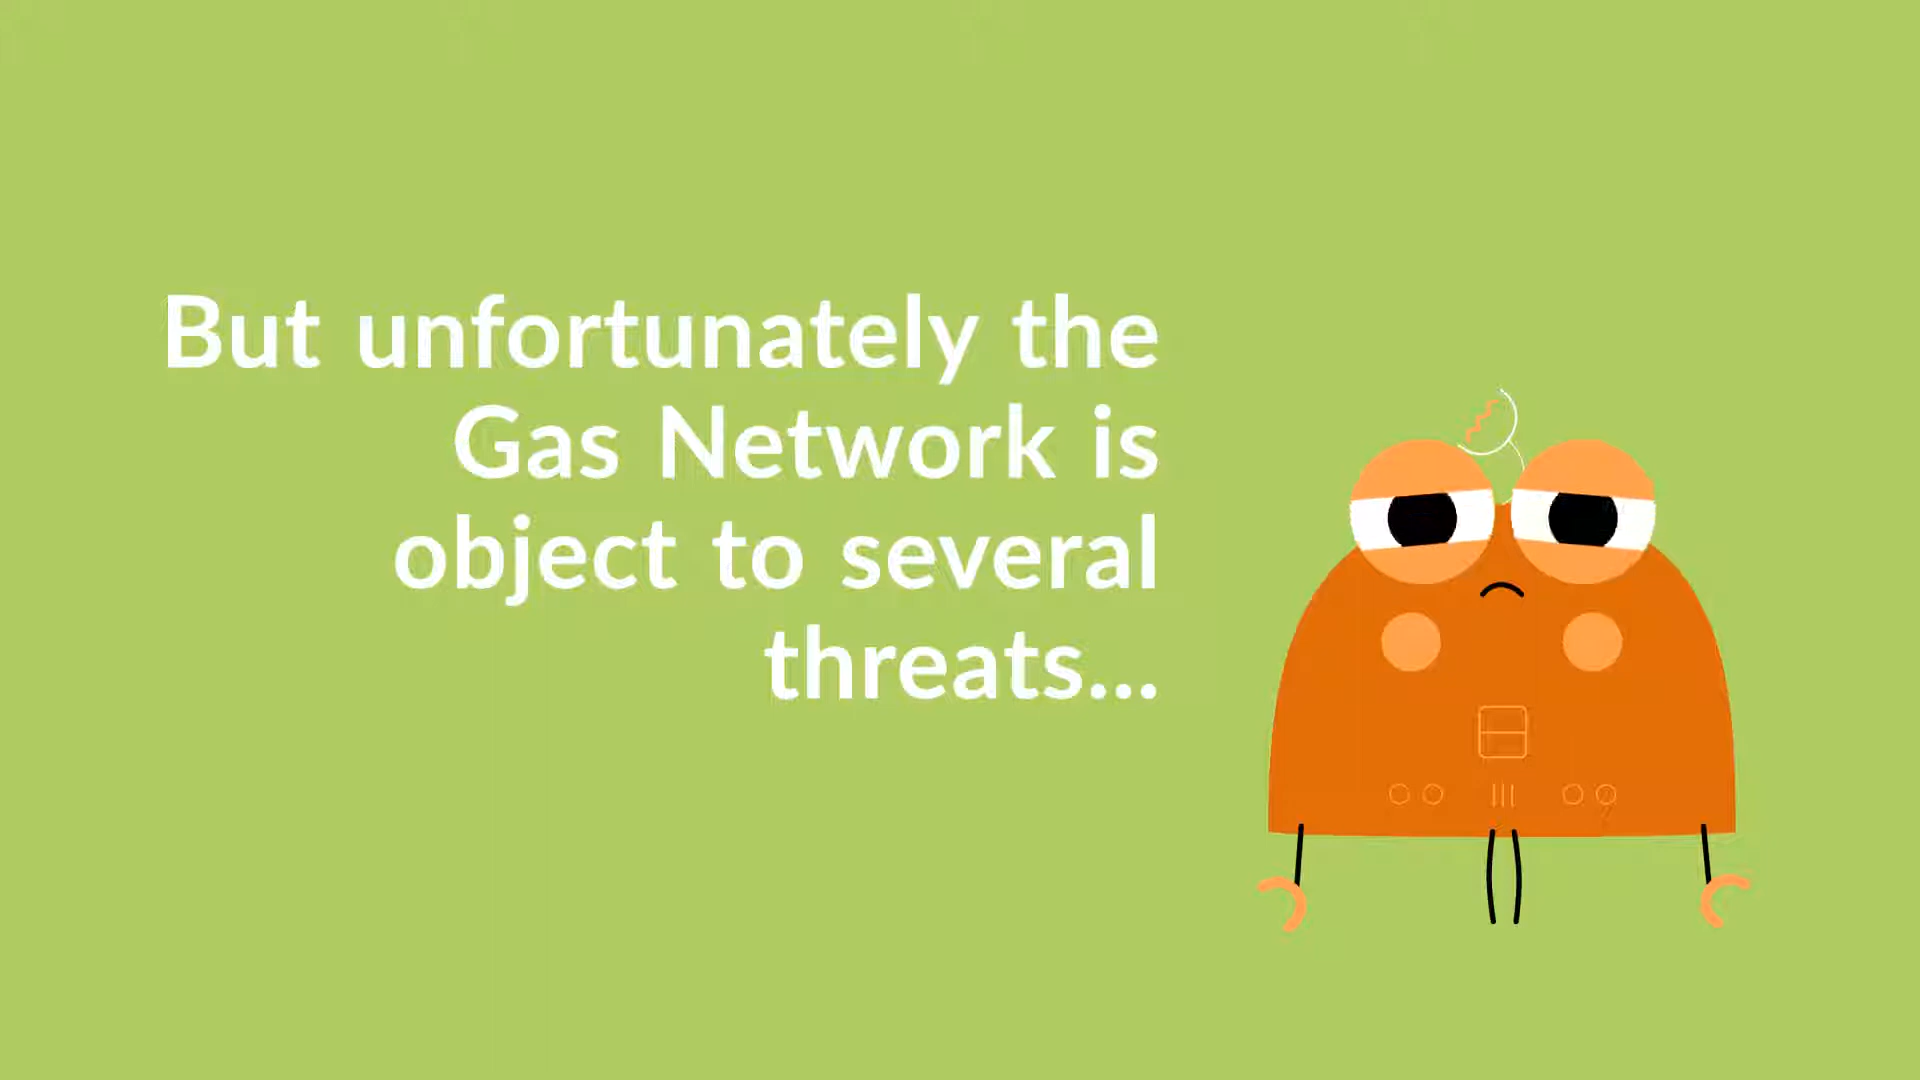 But unfortunately the
Gas Network is
object to several
threats...